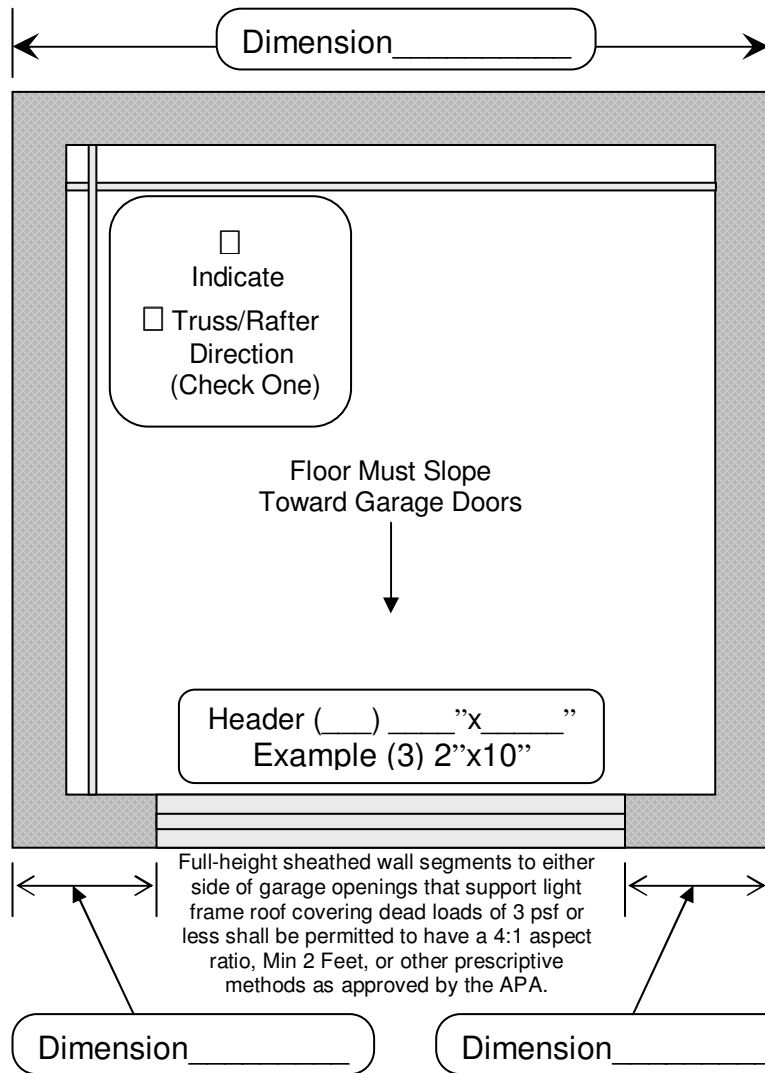 Dimension___________
☐
Indicate
☐ Truss/Rafter
Direction
(Check One)
Floor Must Slope
Toward Garage Doors
Header (___) ____”x_____”
Example (3) 2”x10”
Full-height sheathed wall segments to either
side of garage openings that support light
frame roof covering dead loads of 3 psf or
less shall be permitted to have a 4:1 aspect
ratio, Min 2 Feet, or other prescriptive
methods as approved by the APA.
Dimension__________
Dimension__________